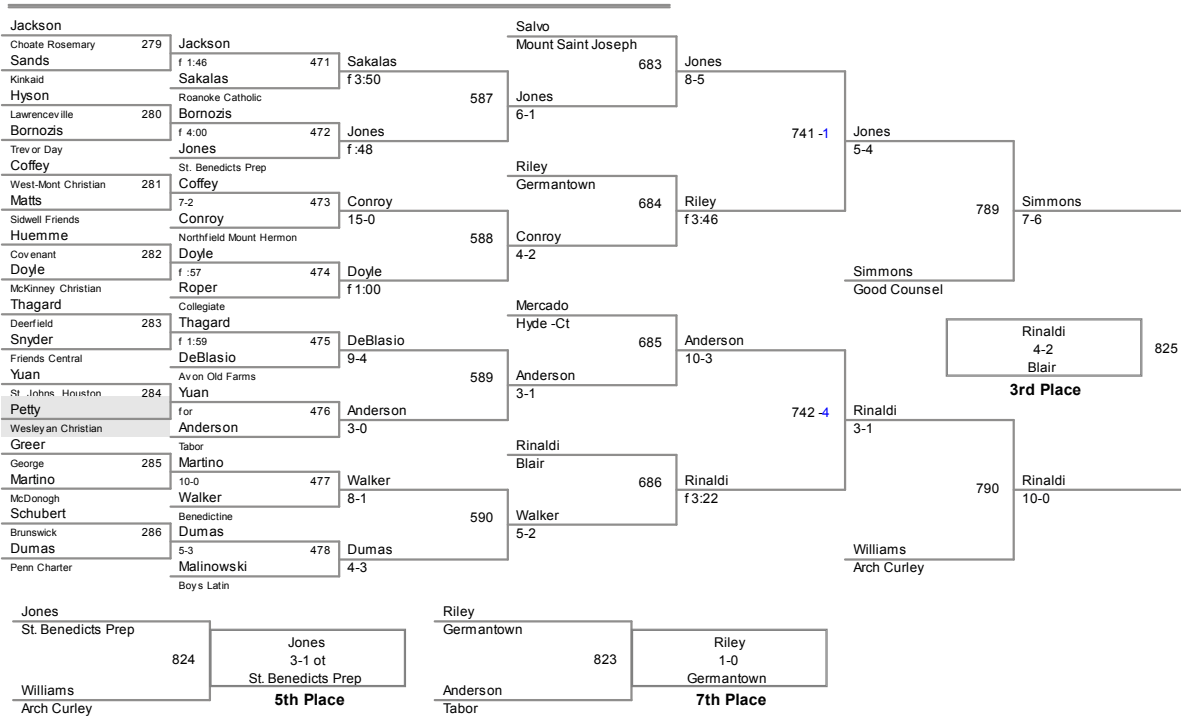 Jackson
Choate Rosemary 279
Sands
Kinkaid
Hyson
Lawrenceville 280
Bornozis
Trevor Day
Coffey
West-Mont Christian 281
Matts
Sidwell Friends
Huemme
Covenant 282
Doyle
McKinney Christian
Thagard
Deerfield 283
Snyder
Friends Central
Yuan
St. Johns, Houston 284
Petty
Wesleyan Christian
Greer
George 285
Martino
McDonogh
Schubert
Brunswick 286
Dumas
Penn Charter
Jackson
f 1:46 471
Sakalas
Roanoke Catholic
Bornozis
f 4:00 472
Jones
St. Benedicts Prep
Coffey
7-2 473
Conroy
Northfield Mount Hermon
Doyle
f :57 474
Roper
Collegiate
Thagard
f 1:59 475
DeBlasio
Avon Old Farms
Yuan
for 476
Anderson
Tabor
Martino
10-0 477
Walker
Benedictine
Dumas
5-3 478
Malinowski
Boys Latin
Sakalas
f 3:50
587
Jones
f :48
Conroy
15-0
588
Doyle
f 1:00
DeBlasio
9-4
589
Anderson
3-0
Walker
8-1
590
Dumas
4-3
Salvo
Mount Saint Joseph
683
Jones
6-1
Riley
Germantown
684
Conroy
4-2
Mercado
Hyde -Ct
685
Anderson
3-1
Rinaldi
Blair
686
Walker
5-2
Jones
8-5
741 -1
Riley
f 3:46
Anderson
10-3
742 -4
Rinaldi
f 3:22
Jones
5-4
789
Simmons
Good Counsel
Rinaldi
3-1
790
Williams
Arch Curley
Simmons
7-6
Rinaldi
4-2
Blair
825
3rd Place
Rinaldi
10-0
Jones
St. Benedicts Prep
824
Williams
Arch Curley
Jones
3-1 ot
St. Benedicts Prep
5th Place
Riley
Germantown
823
Anderson
Tabor
Riley
1-0
Germantown
7th Place